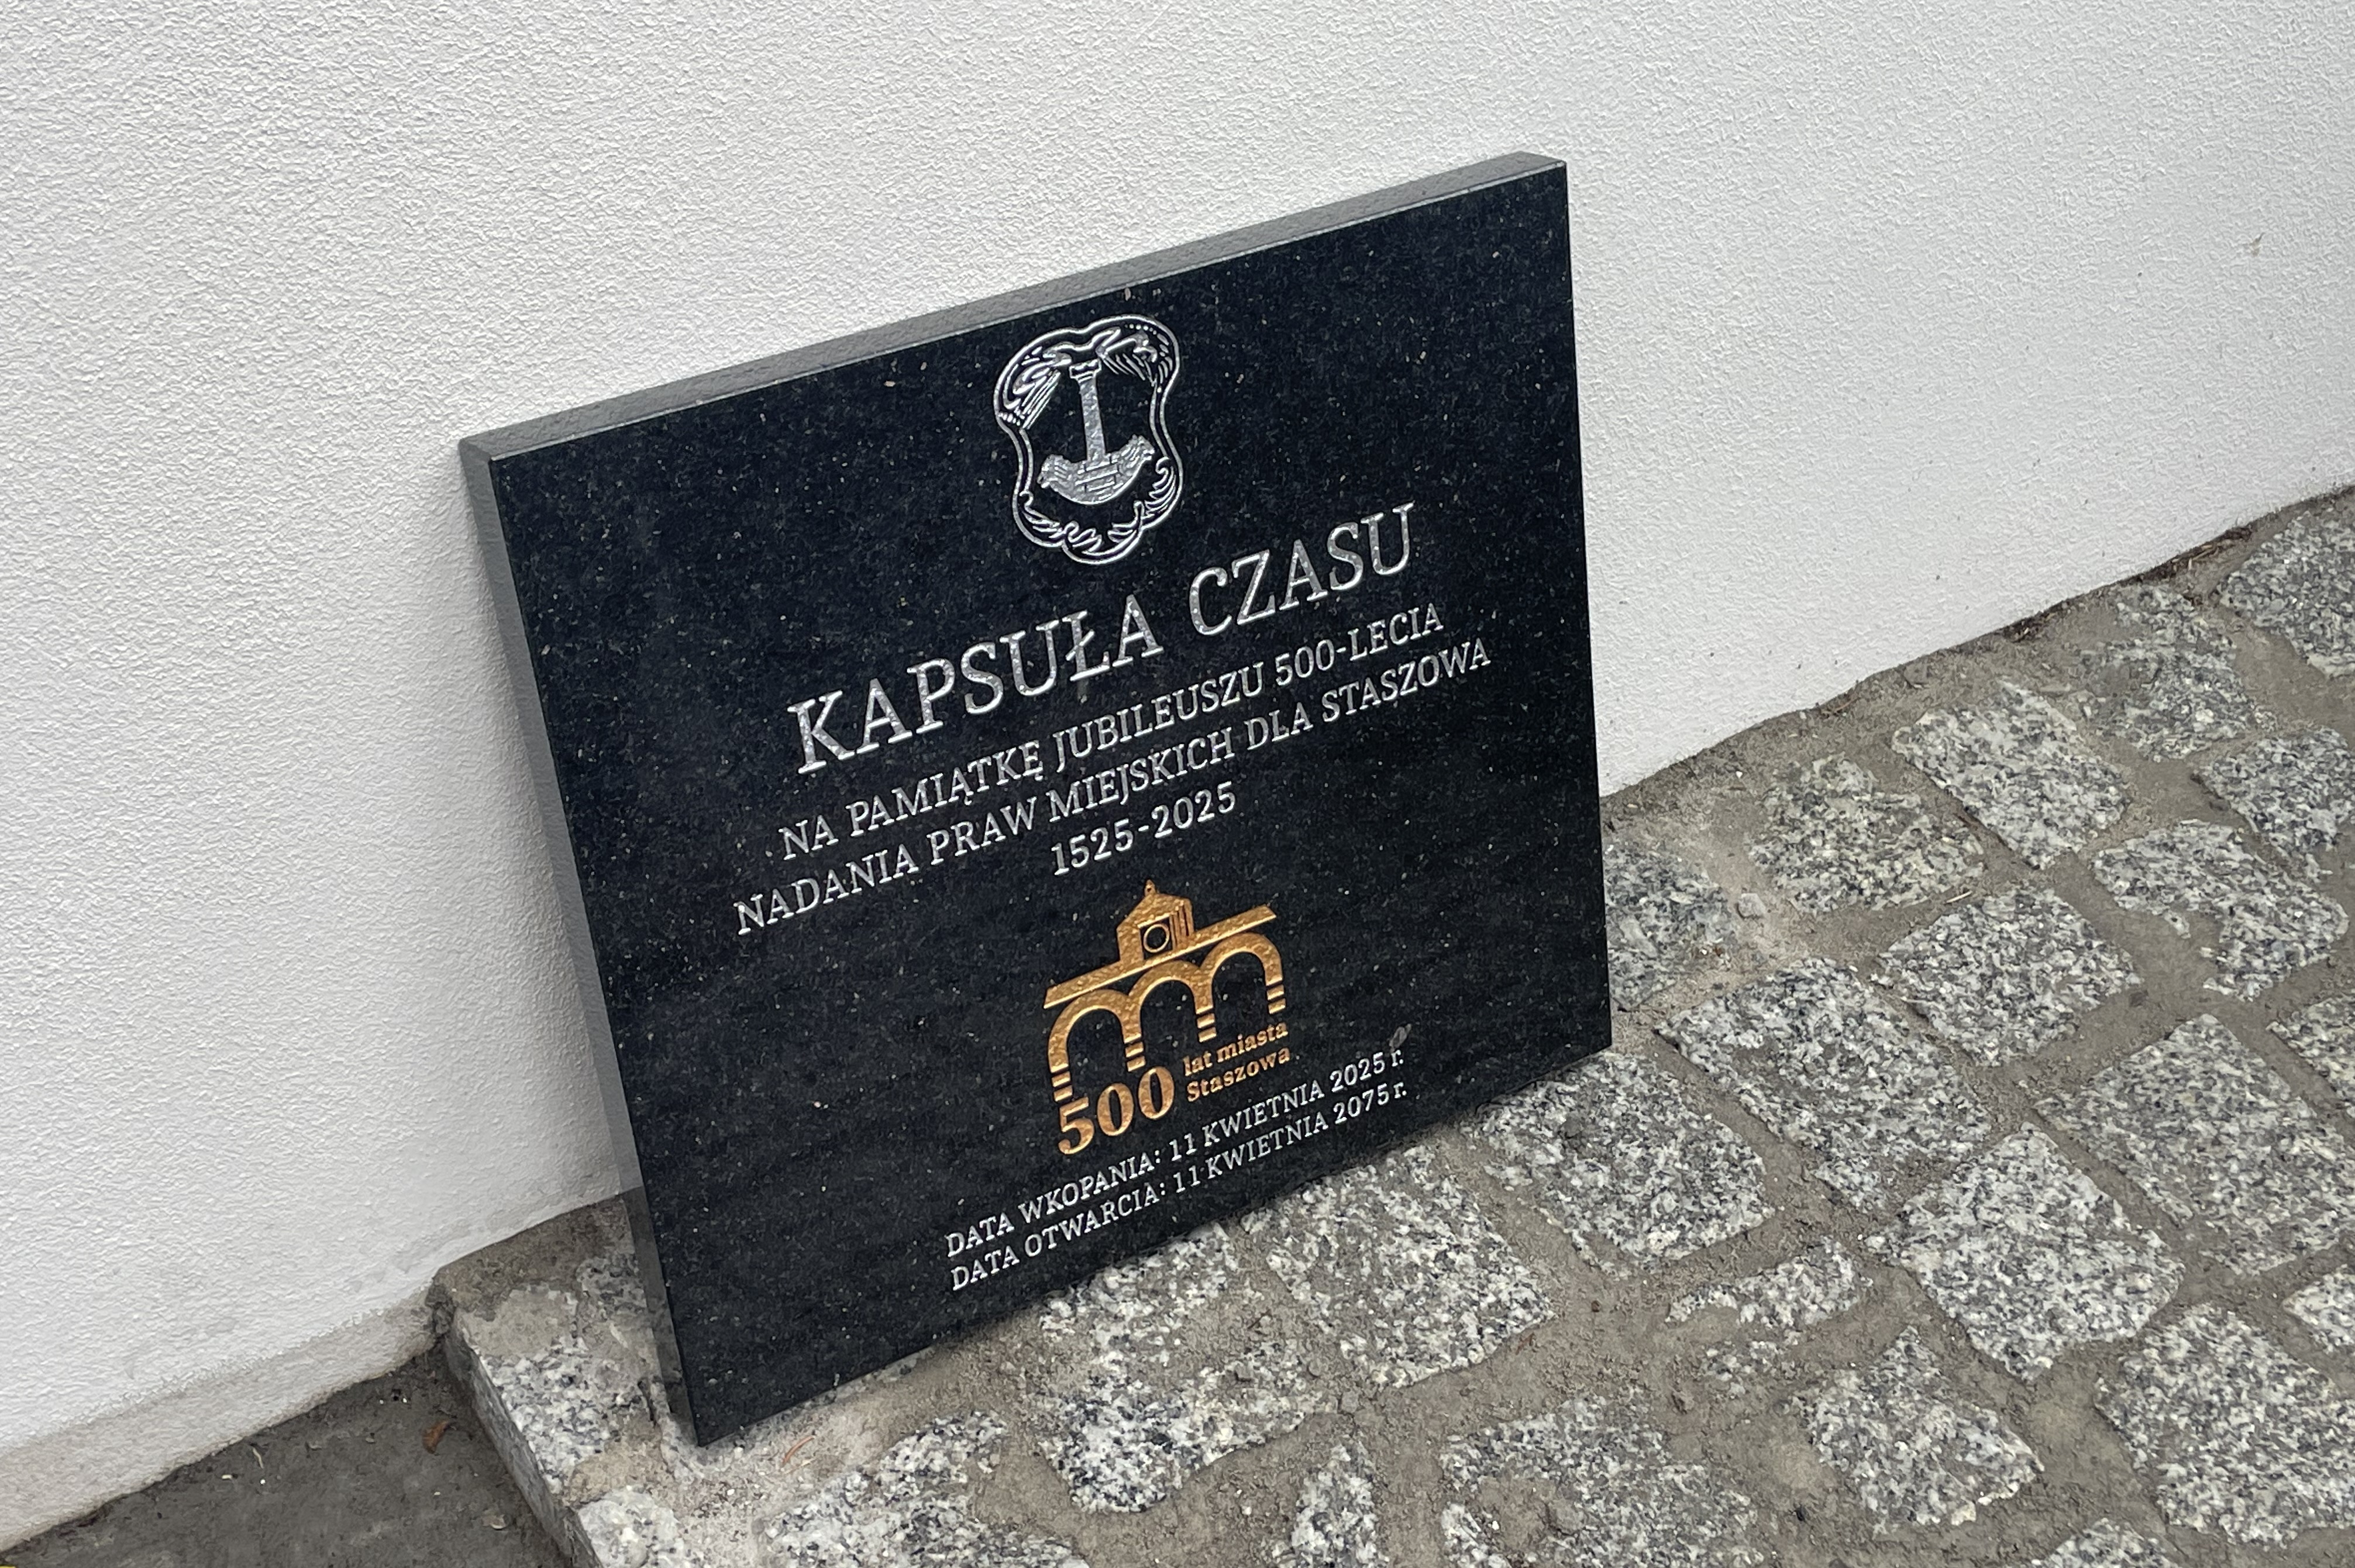 KAPSUŁA CZASU
NA PAMIĄTKĘ JUBILEUSZU 500-LECIA
NADANIA PRAW MIEJSKICH DLA STASZOWA
1525-2025
500 lat miasta
Staszowa
DATA WKOPANIA: 11 KWIETNIA 2025 r.
DATA OTWARCIA: 11 KWIETNIA 2075 r.